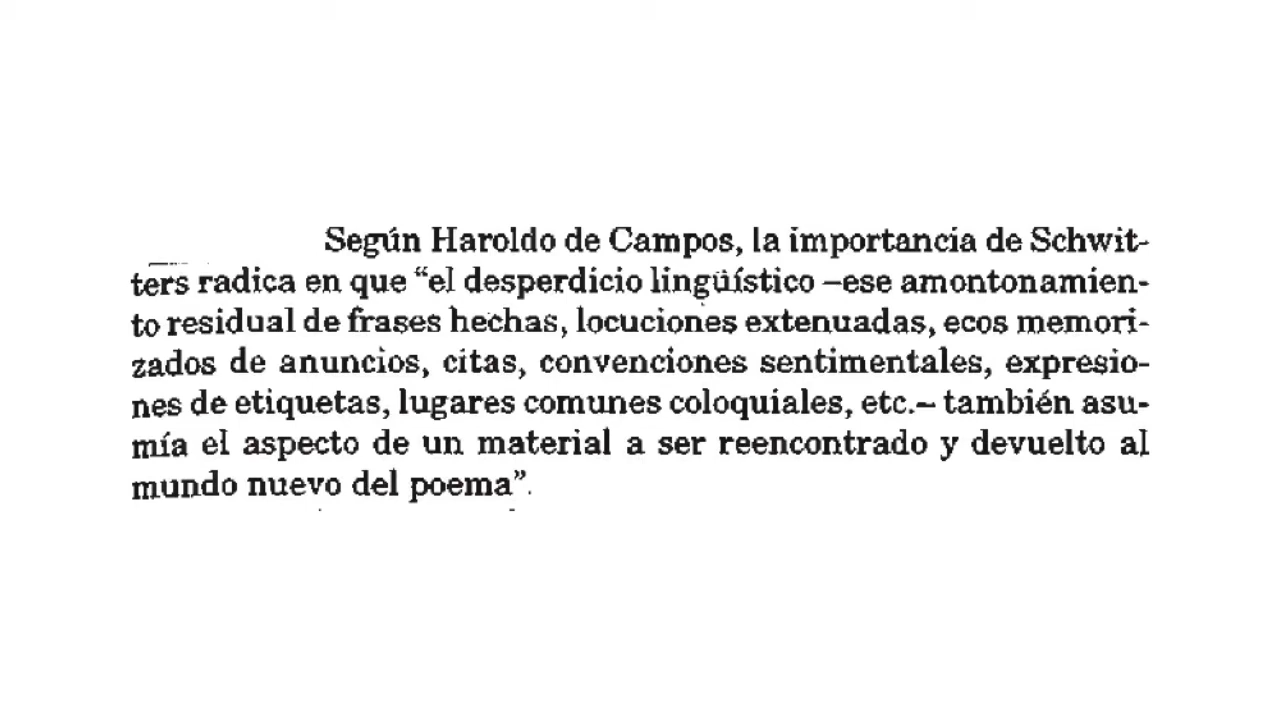 Según Haroldo de Campos, la importancia de Schwit-
ters radica en que “el desperdicio lingüístico –ese amontonamien-
to residual de frases hechas, locuciones extenuadas, ecos memori-
zados de anuncios, citas, convenciones sentimentales, expresio-
nes de etiquetas, lugares comunes coloquiales, etc.– también asu-
mía el aspecto de un material a ser reencontrado y devuelto al
mundo nuevo del poema”.